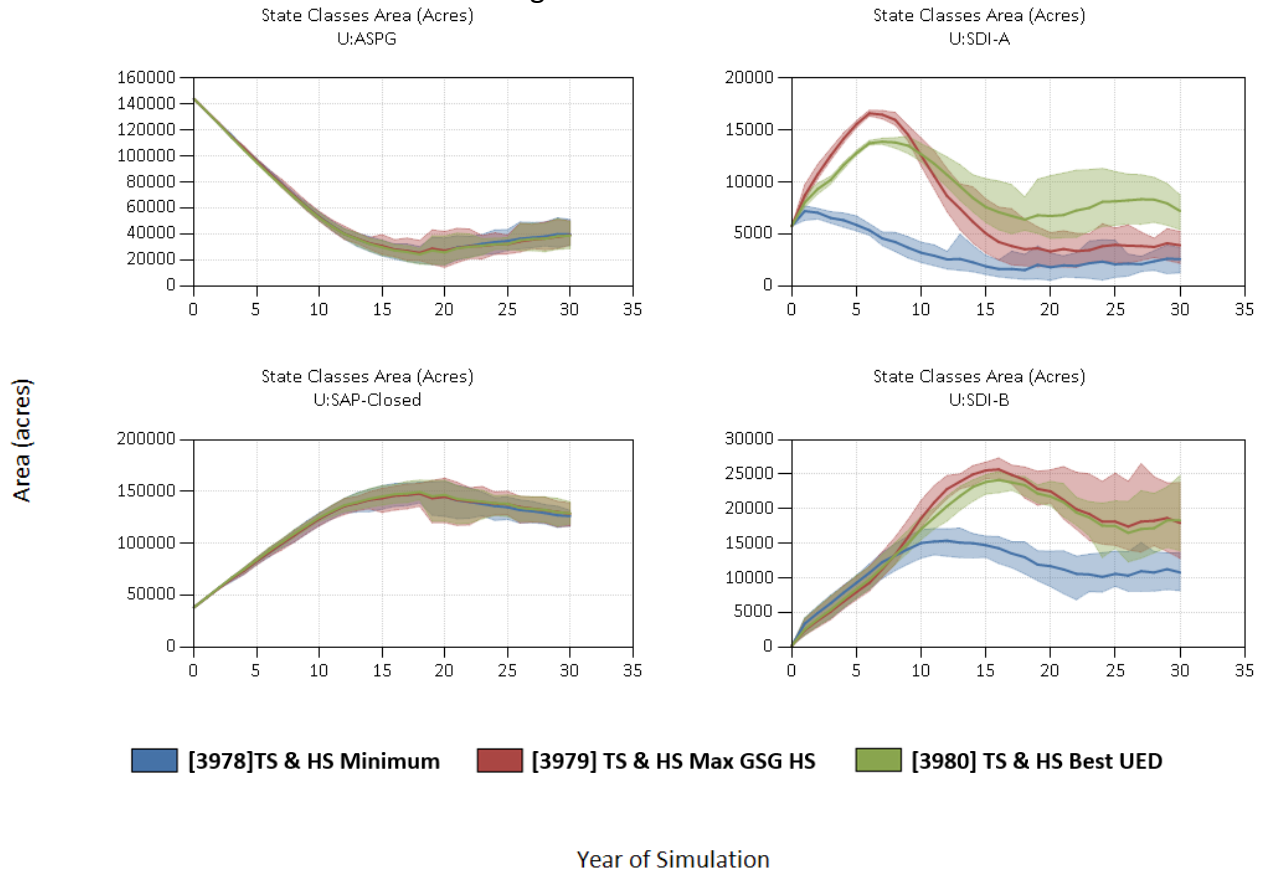 State Classes Area (Acres)
U:ASPG
160000
140000
120000
100000
80000
60000
40000
20000
0
0 5 10 15 20 25 30 35
State Classes Area (Acres)
U:SDI-A
20000
15000
10000
5000
0
0 5 10 15 20 25 30 35
Area (acres)
State Classes Area (Acres)
U:SAP-Closed
200000
150000
100000
50000
0
0 5 10 15 20 25 30 35
State Classes Area (Acres)
U:SDI-B
30000
25000
20000
15000
10000
5000
0
0 5 10 15 20 25 30 35
[3978]TS & HS Minimum [3979] TS & HS Max GSG HS [3980] TS & HS Best UED
Year of Simulation